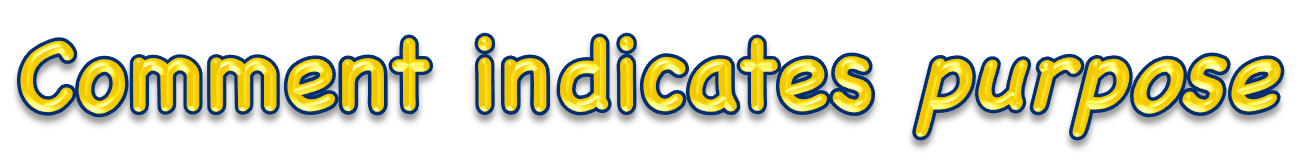 Comment indicates purpose